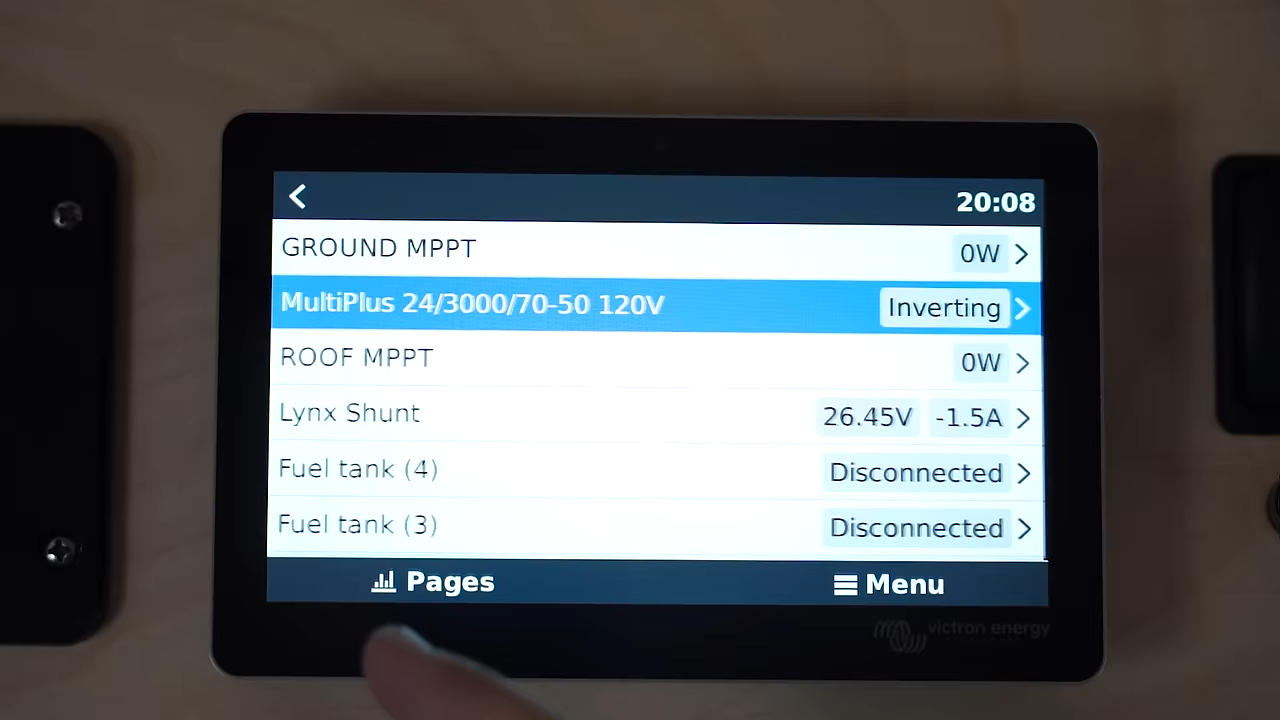 20:08
GROUND MPPT 0W
MultiPlus 24/3000/70-50 120V Inverting
ROOF MPPT 0W
Lynx Shunt 26.45V -1.5A
Fuel tank (4) Disconnected
Fuel tank (3) Disconnected
Pages Menu
victron energy